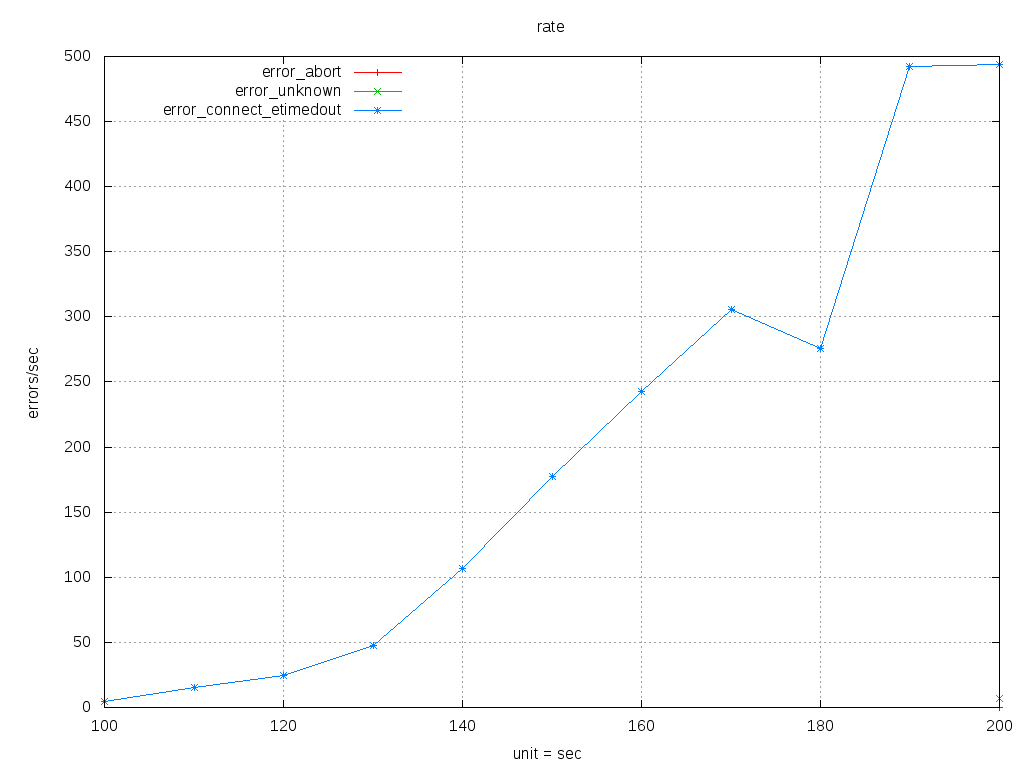 rate
500
450
400
350
300
250
200
150
100
50
0
error_abort
error_unknown
error_connect_etimedout
errors/sec
100 120 140 160 180 200
unit = sec